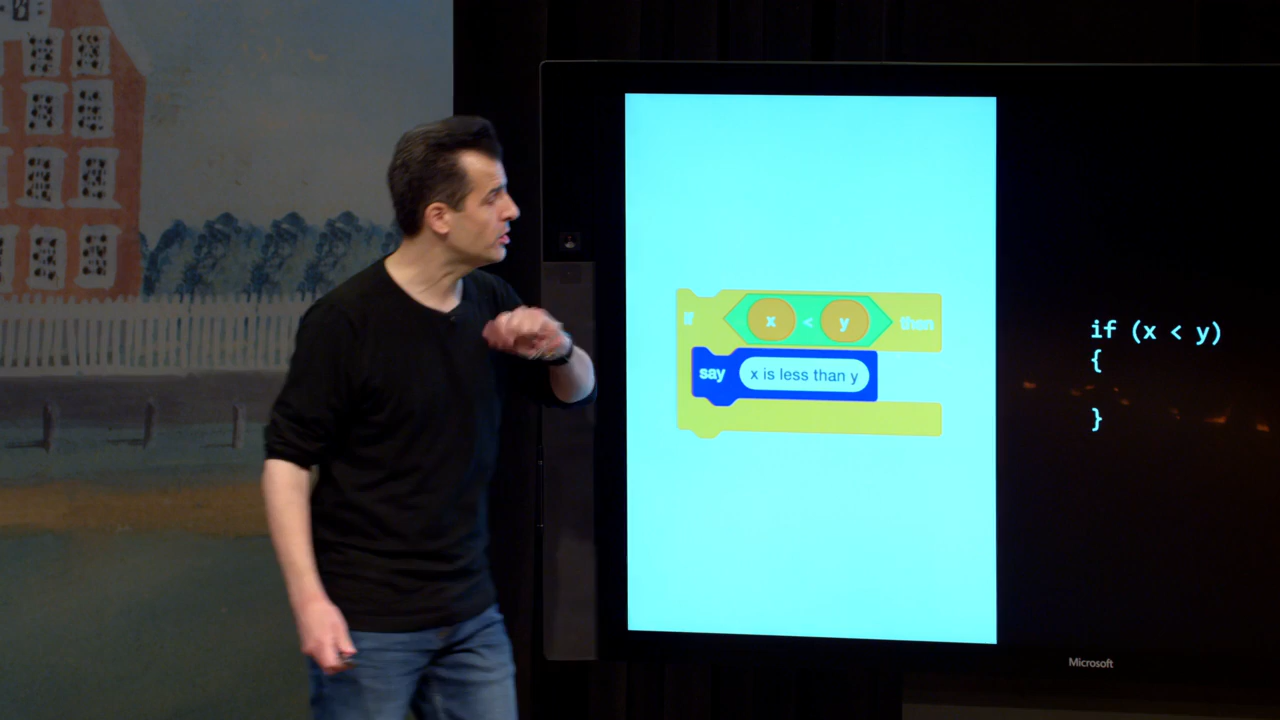 if x < y then
say x is less than y
if (x < y)
{
}
Microsoft